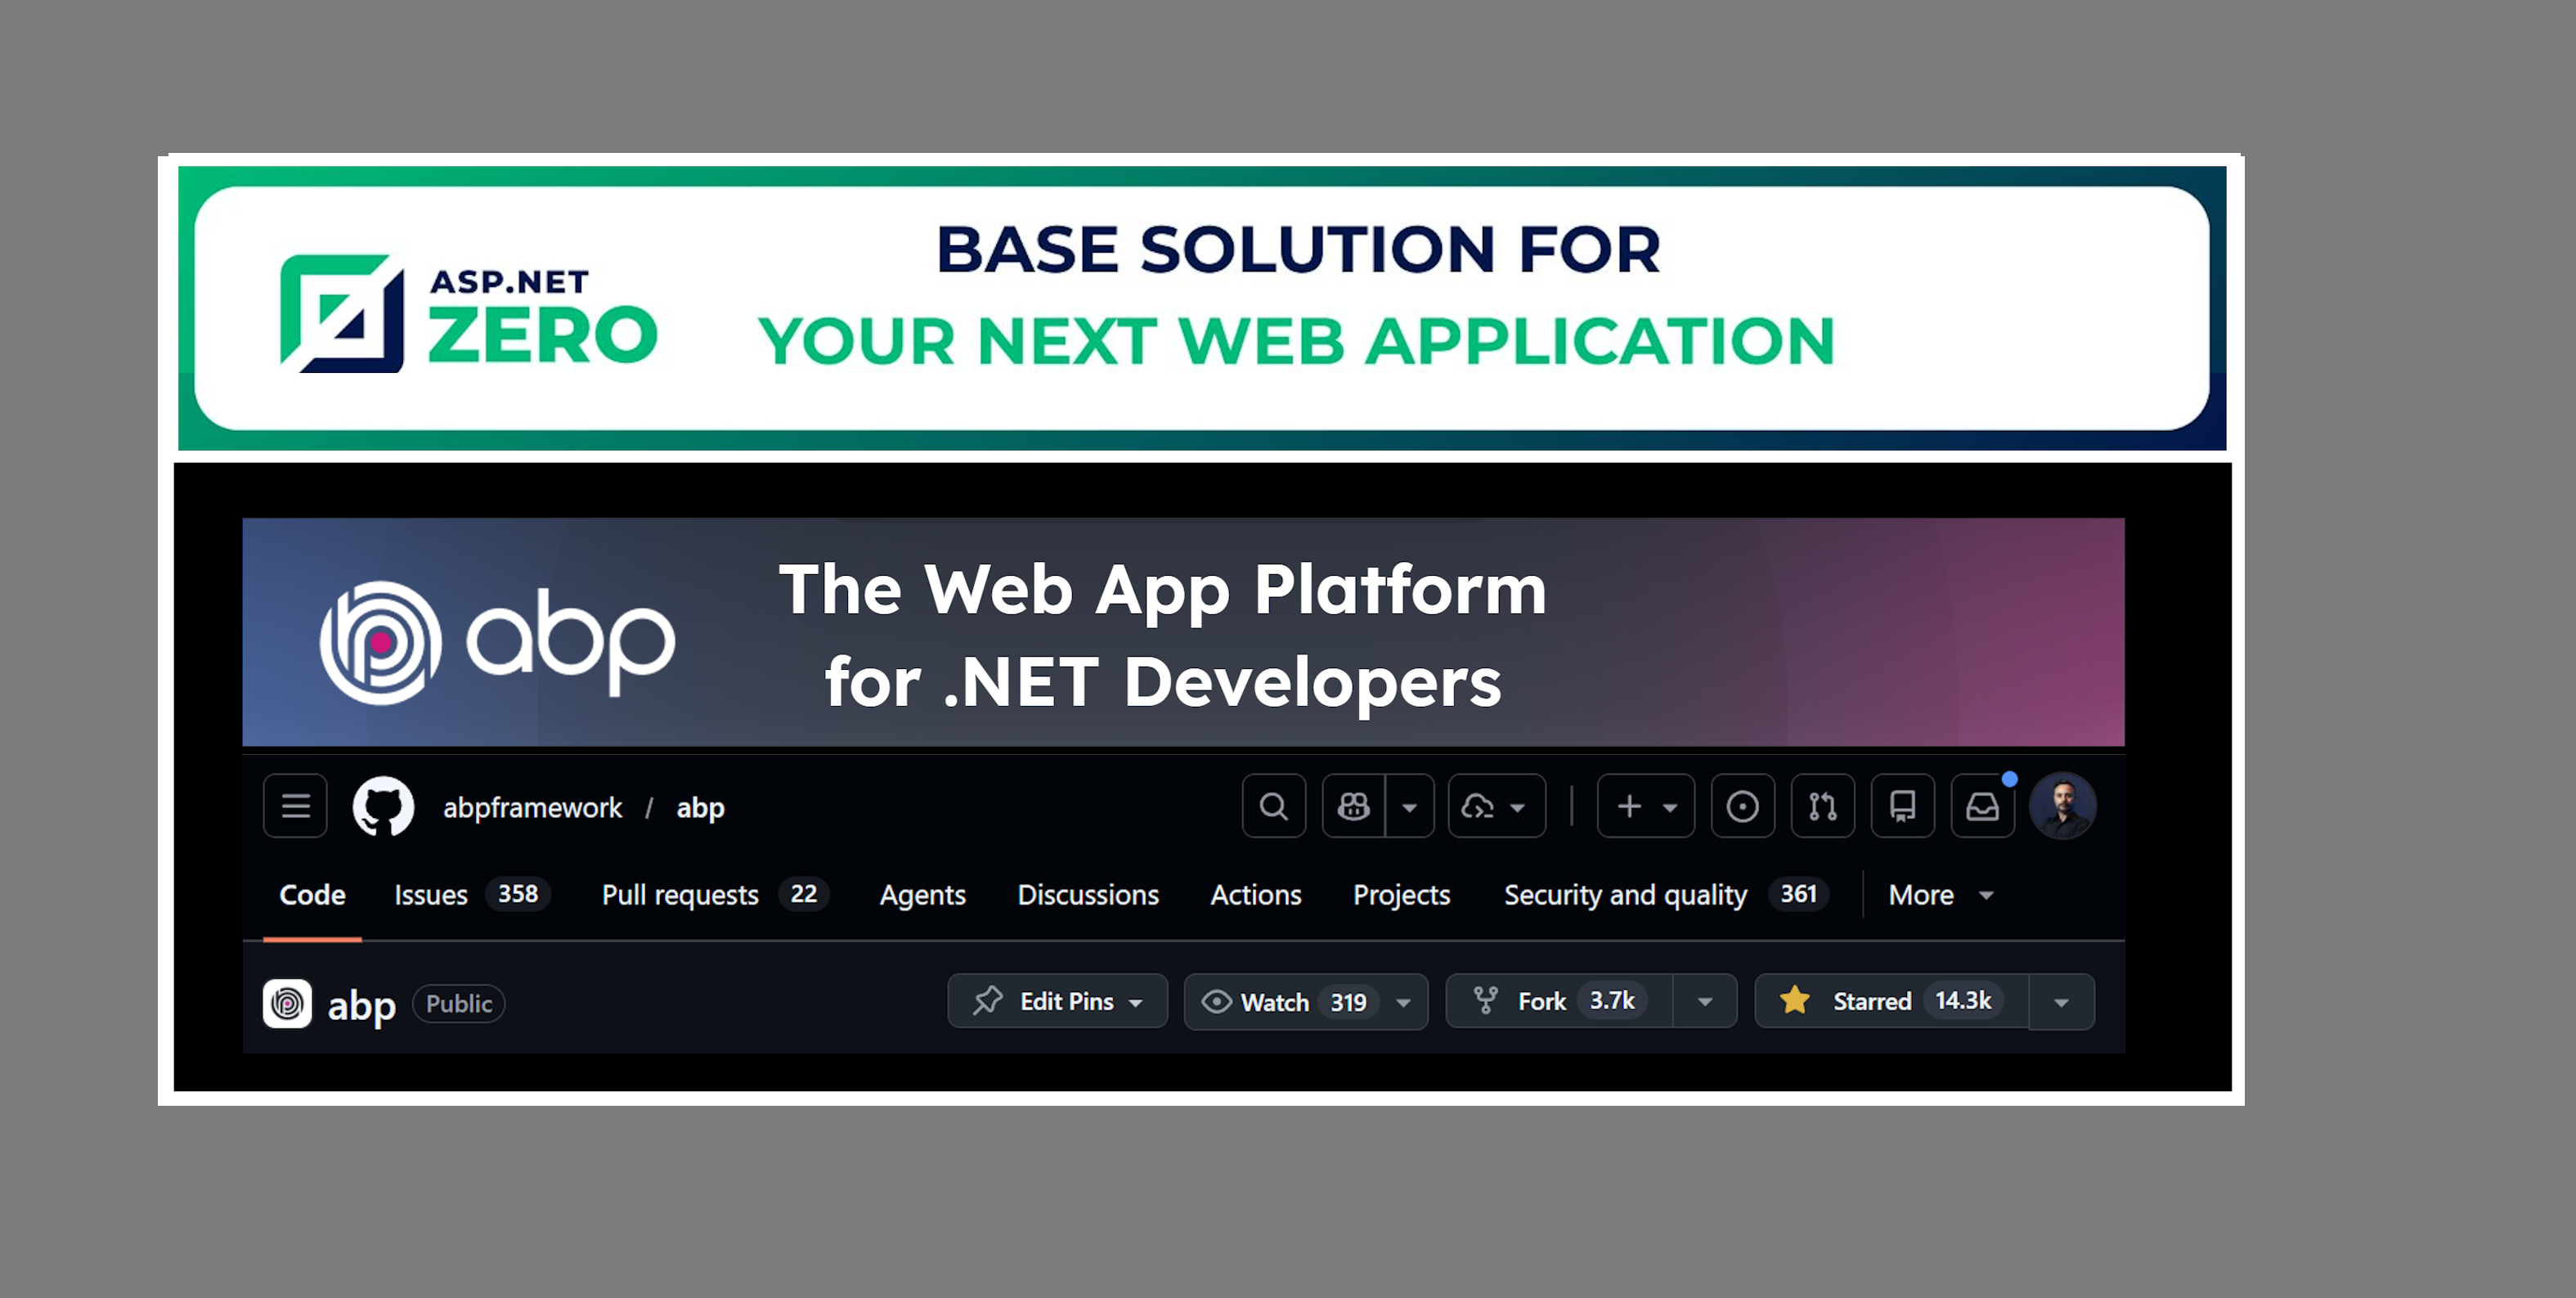 ASP.NET
ZERO
BASE SOLUTION FOR
YOUR NEXT WEB APPLICATION
abp
The Web App Platform
for .NET Developers
abpframework / abp
Code Issues 358 Pull requests 22 Agents Discussions Actions Projects Security and quality 361 More
abp Public Edit Pins Watch 319 Fork 3.7k Starred 14.3k